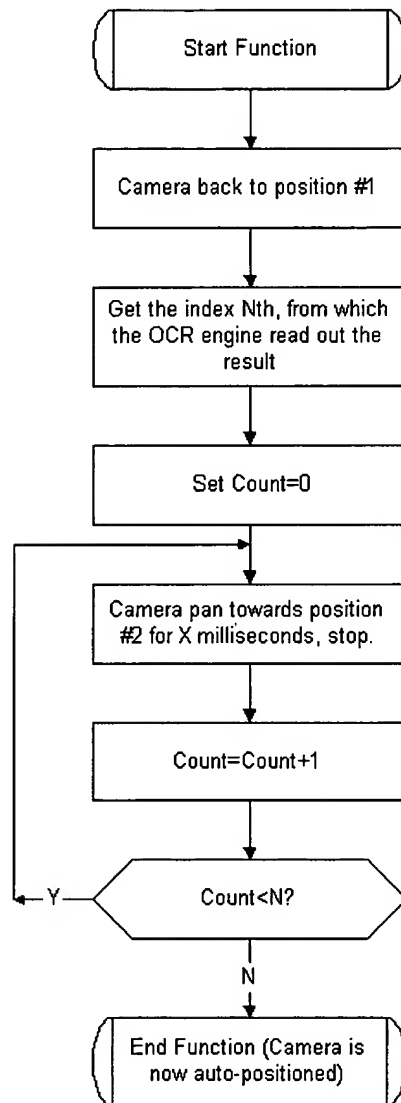 Start Function
Camera back to position #1
Get the index Nth, from which
the OCR engine read out the
result
Set Count=0
Camera pan towards position
#2 for X milliseconds, stop.
Count=Count+1
Count<N?
Y
N
End Function (Camera is
now auto-positioned)